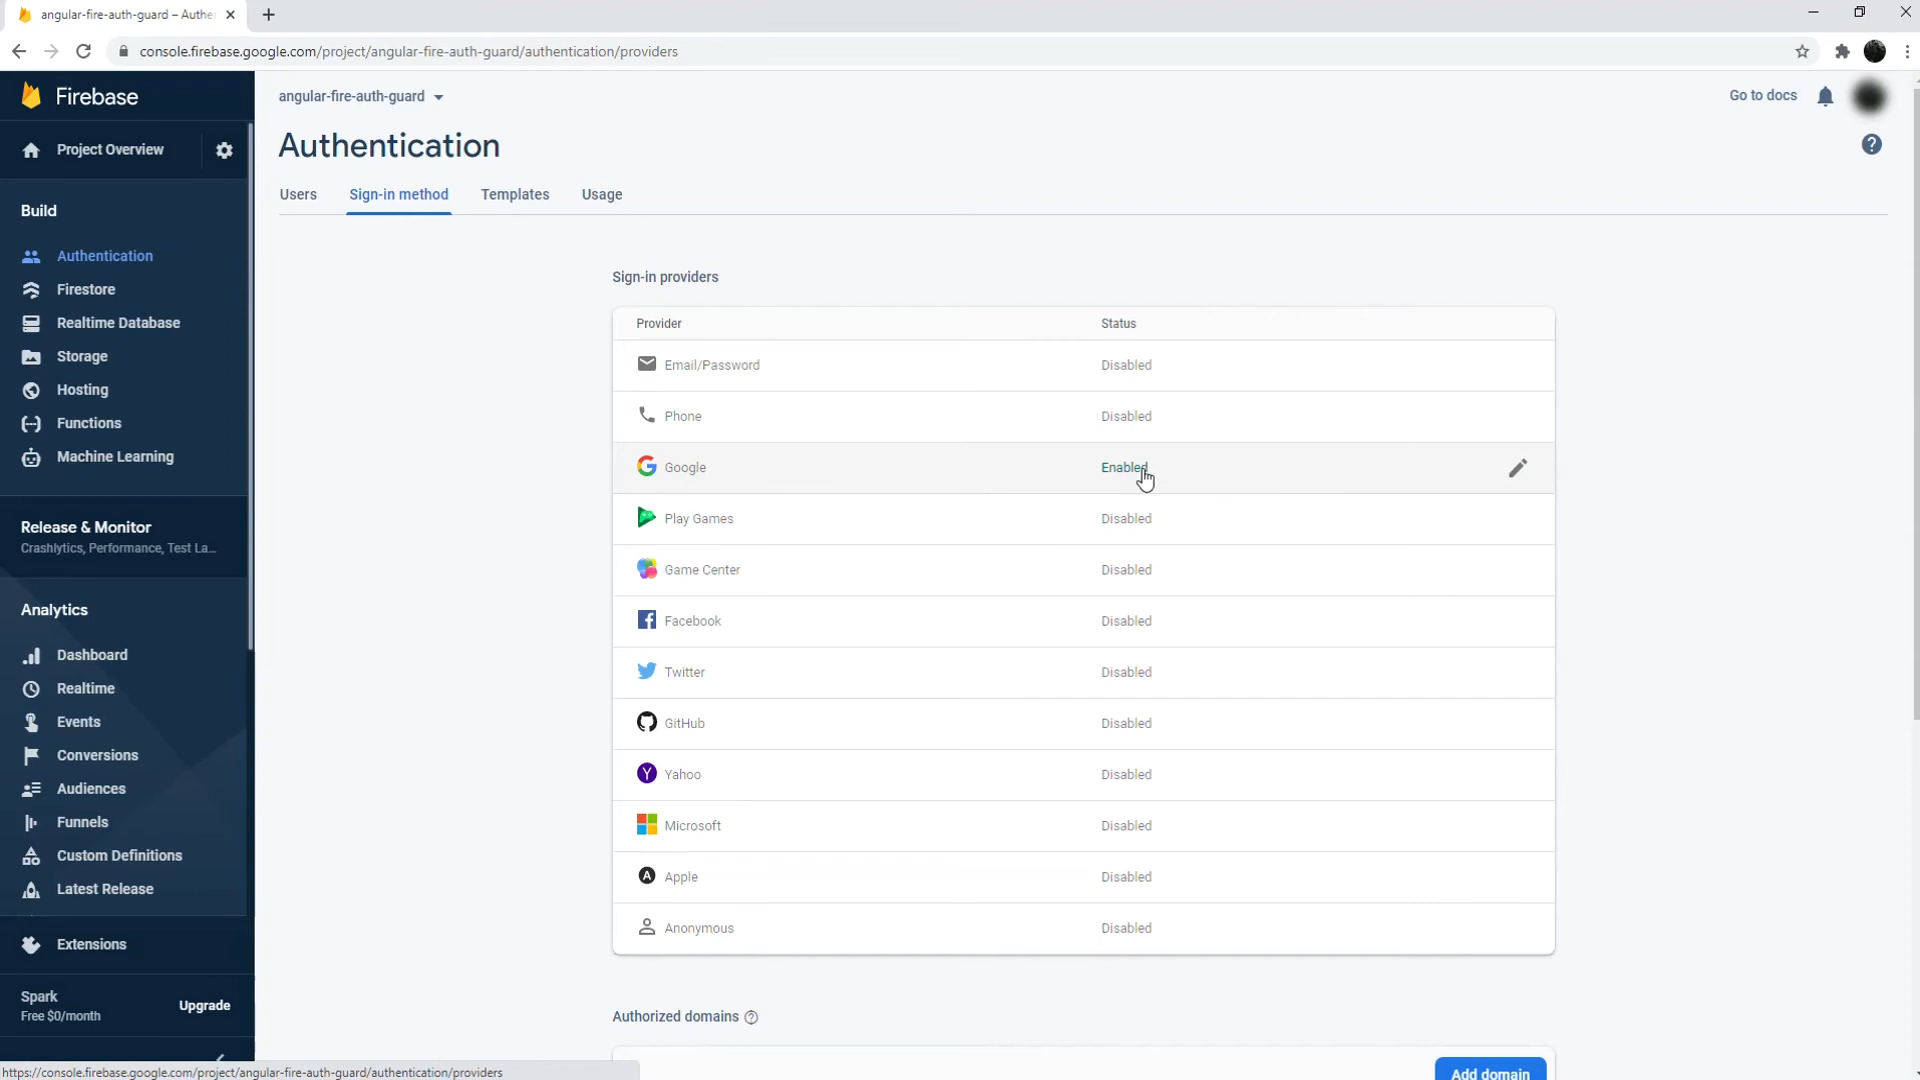 angular-fire-auth-guard – Authe
console.firebase.google.com/project/angular-fire-auth-guard/authentication/providers
Firebase
Project Overview
Build
Authentication
Firestore
Realtime Database
Storage
Hosting
Functions
Machine Learning
Release & Monitor
Crashlytics, Performance, Test La...
Analytics
Dashboard
Realtime
Events
Conversions
Audiences
Funnels
Custom Definitions
Latest Release
Extensions
Spark
Free $0/month
Upgrade
angular-fire-auth-guard
Go to docs
Authentication
Users Sign-in method Templates Usage
Sign-in providers
Provider Status
Email/Password Disabled
Phone Disabled
Google Enabled
Play Games Disabled
Game Center Disabled
Facebook Disabled
Twitter Disabled
GitHub Disabled
Yahoo Disabled
Microsoft Disabled
Apple Disabled
Anonymous Disabled
Authorized domains
Add domain
https://console.firebase.google.com/project/angular-fire-auth-guard/authentication/providers